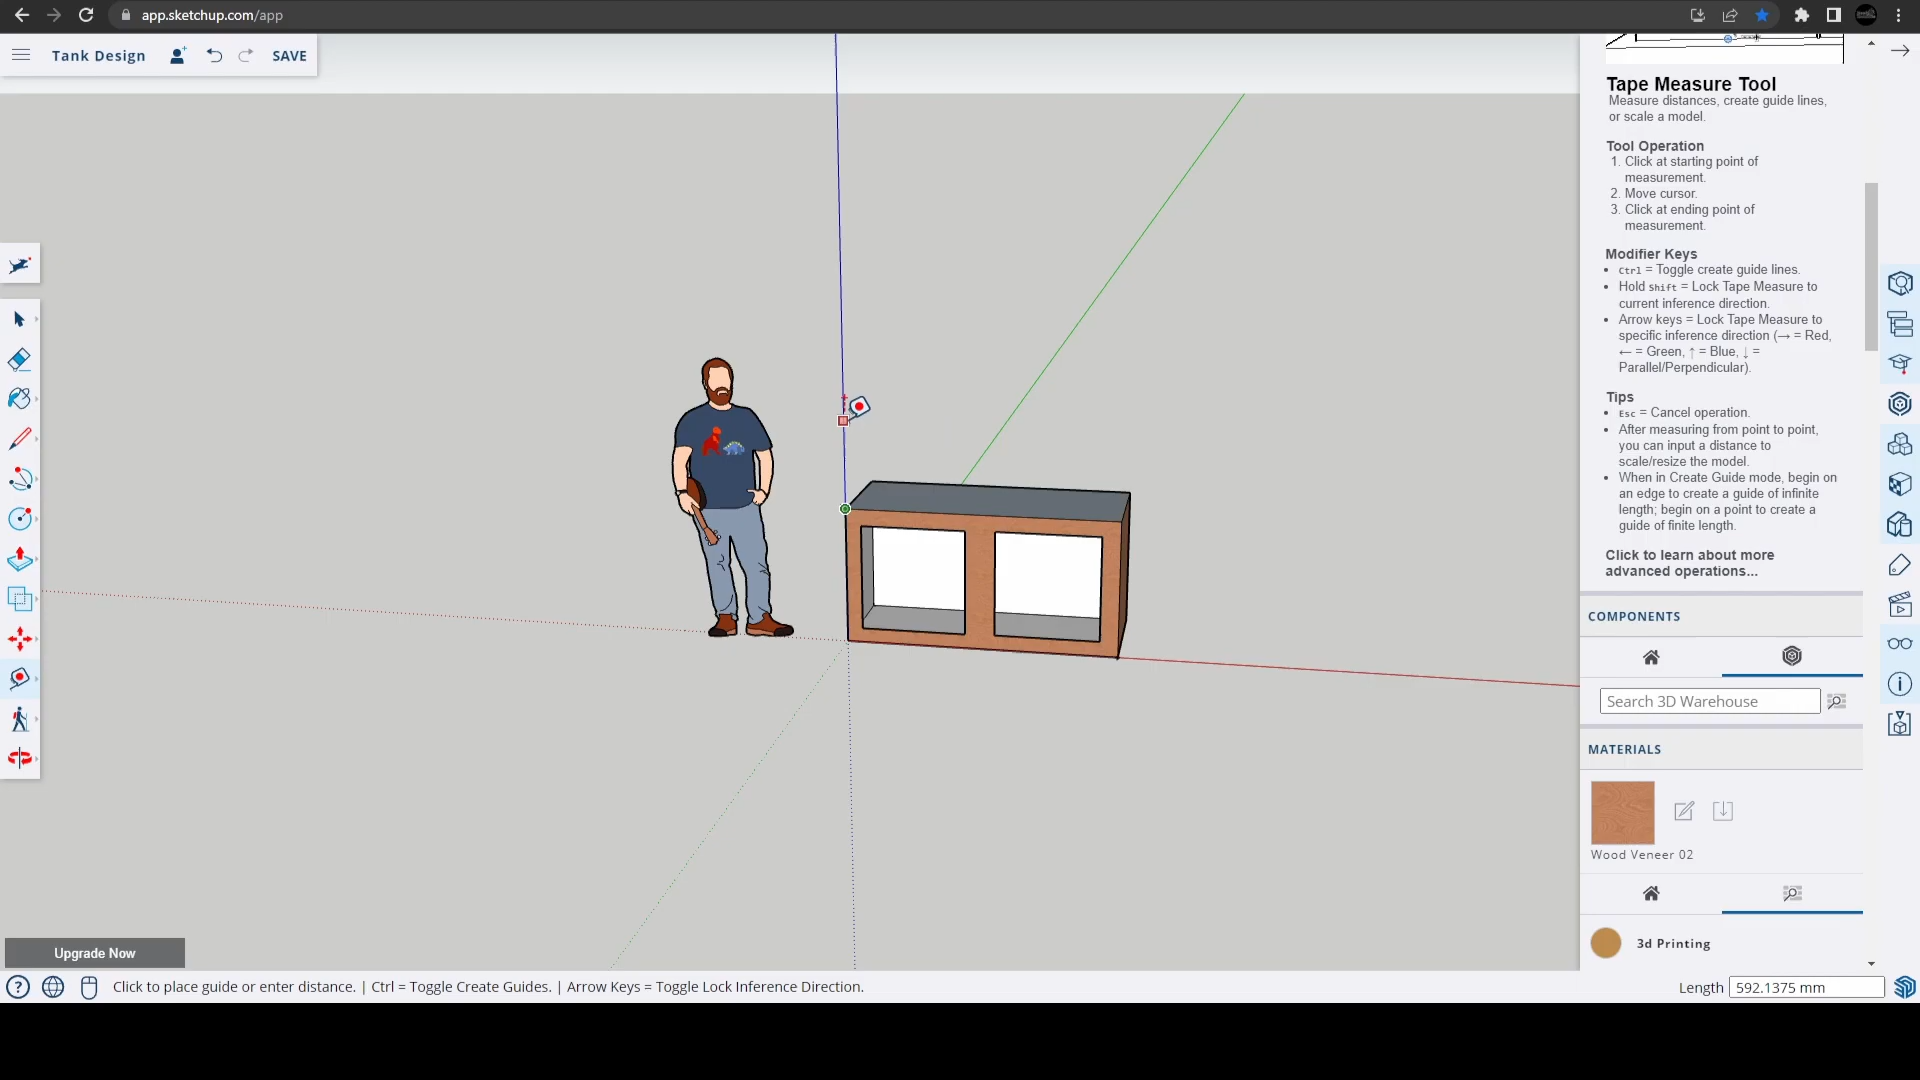 app.sketchup.com/app
Tank Design
SAVE
Tape Measure Tool
Measure distances, create guide lines,
or scale a model.
Tool Operation
1. Click at starting point of
measurement.
2. Move cursor.
3. Click at ending point of
measurement.
Modifier Keys
• Ctrl = Toggle create guide lines.
• Hold Shift = Lock Tape Measure to
current inference direction.
• Arrow keys = Lock Tape Measure to
specific inference direction (→ = Red,
← = Green, ↑ = Blue, ↓ =
Parallel/Perpendicular).
Tips
• Esc = Cancel operation.
• After measuring from point to point,
you can input a distance to
scale/resize the model.
• When in Create Guide mode, begin on
an edge to create a guide of infinite
length; begin on a point to create a
guide of finite length.
Click to learn about more
advanced operations...
COMPONENTS
Search 3D Warehouse
MATERIALS
Wood Veneer 02
3d Printing
Upgrade Now
Click to place guide or enter distance. | Ctrl = Toggle Create Guides. | Arrow Keys = Toggle Lock Inference Direction.
Length 592.1375 mm